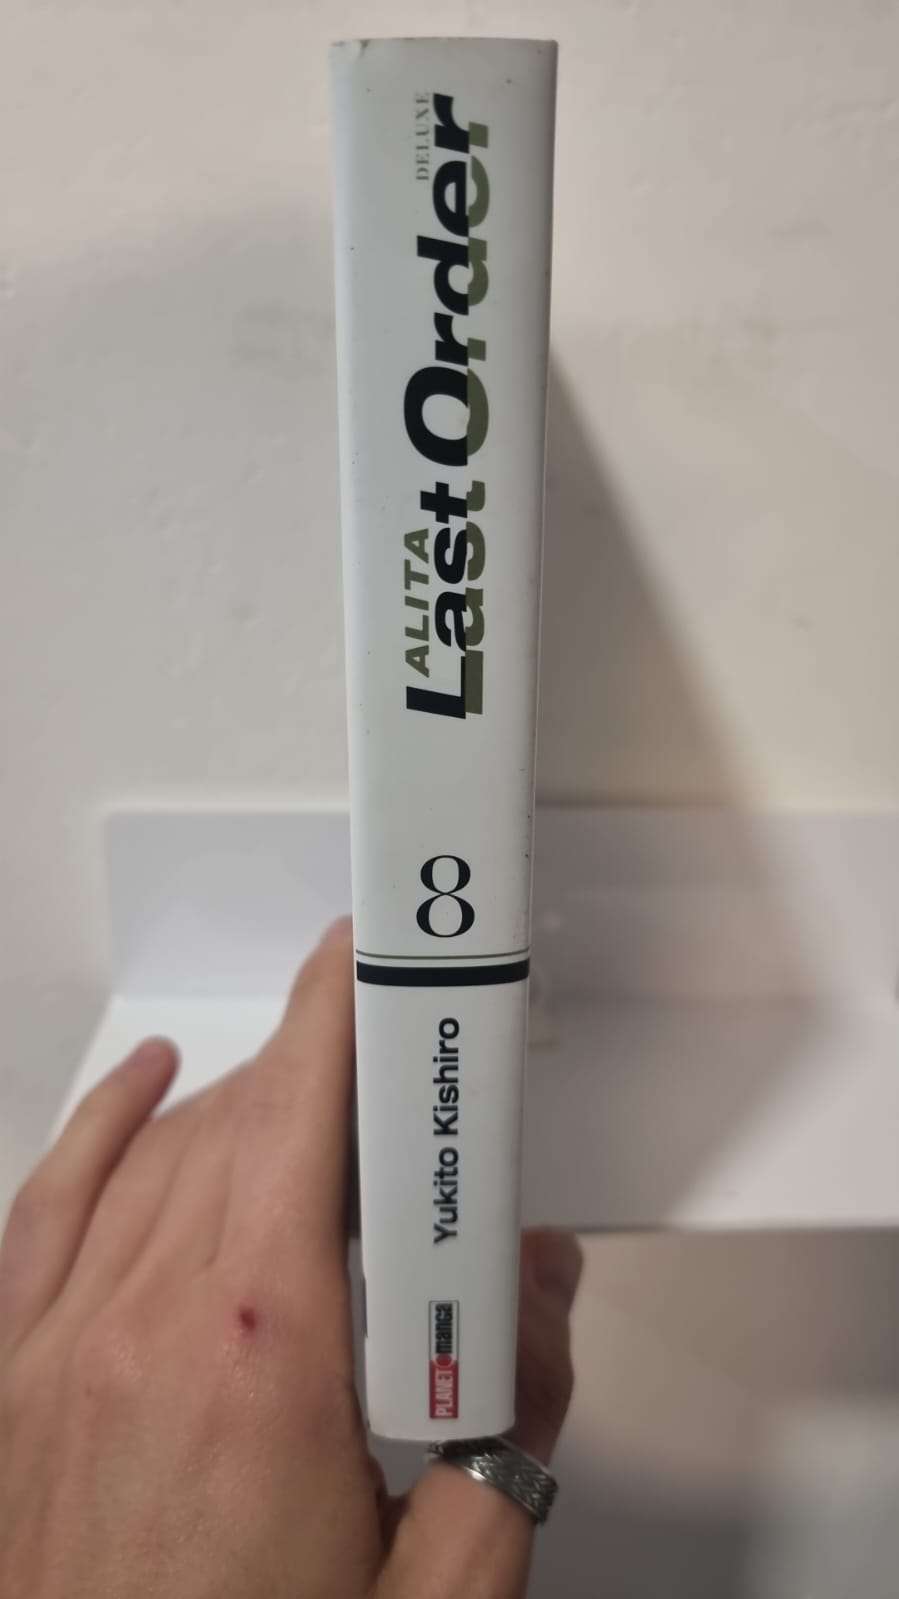 DELUXE
ALITA
Last Order
8
Yukito Kishiro
PLANET manga